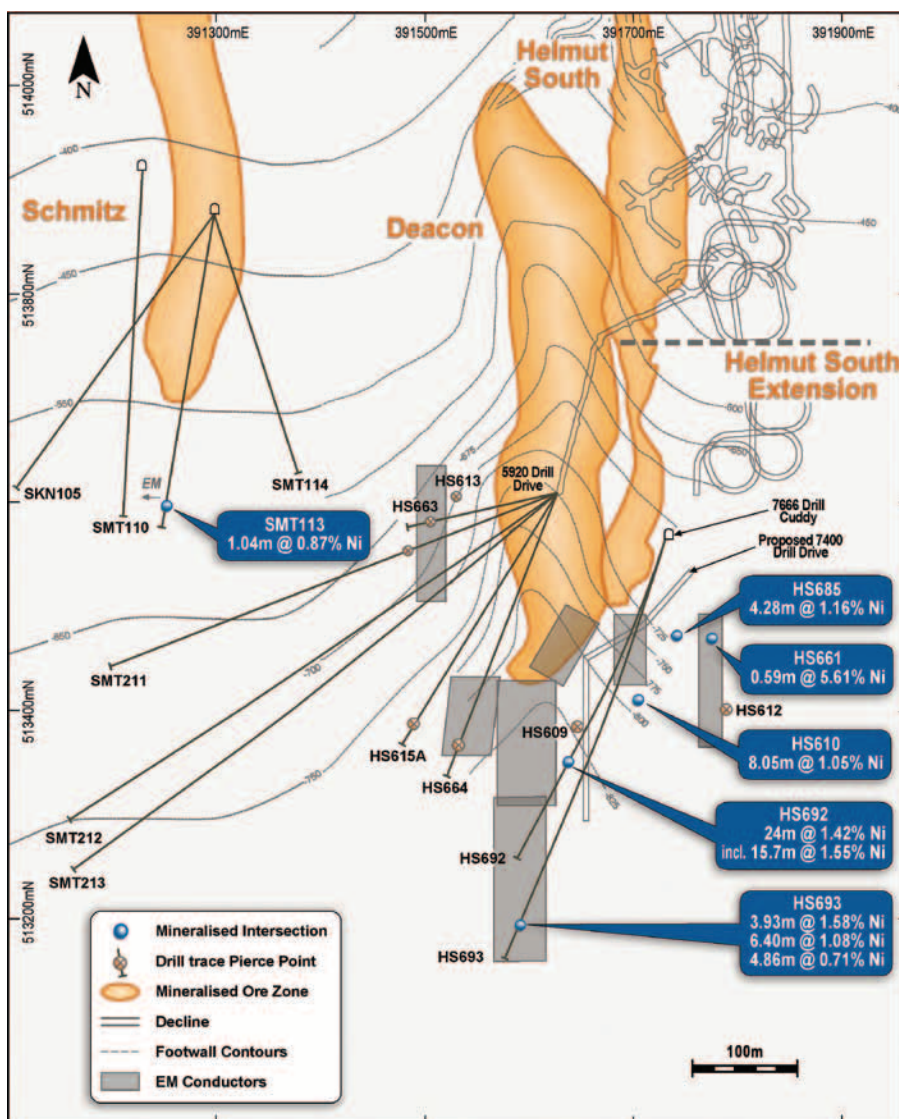 391300mE
391500mE
391700mE
391900mE
514000mN
513800mN
513400mN
513200mN
N
Helmut
South
Schmitz
Deacon
Helmut South
Extension
-400
-450
-450
-550
-575
-600
-650
-650
-700
-750
-725
-750
-775
-800
-825
5920 Drill
Drive
7666 Drill
Cuddy
Proposed 7400
Drill Drive
SKN105
SMT110
EM
SMT114
HS613
HS663
SMT113
1.04m @ 0.87% Ni
HS685
4.28m @ 1.16% Ni
HS661
0.59m @ 5.61% Ni
HS612
HS610
8.05m @ 1.05% Ni
SMT211
HS609
HS615A
HS664
HS692
24m @ 1.42% Ni
incl. 15.7m @ 1.55% Ni
SMT212
SMT213
HS692
HS693
HS693
3.93m @ 1.58% Ni
6.40m @ 1.08% Ni
4.86m @ 0.71% Ni
Mineralised Intersection
Drill trace Pierce Point
Mineralised Ore Zone
Decline
Footwall Contours
EM Conductors
100m